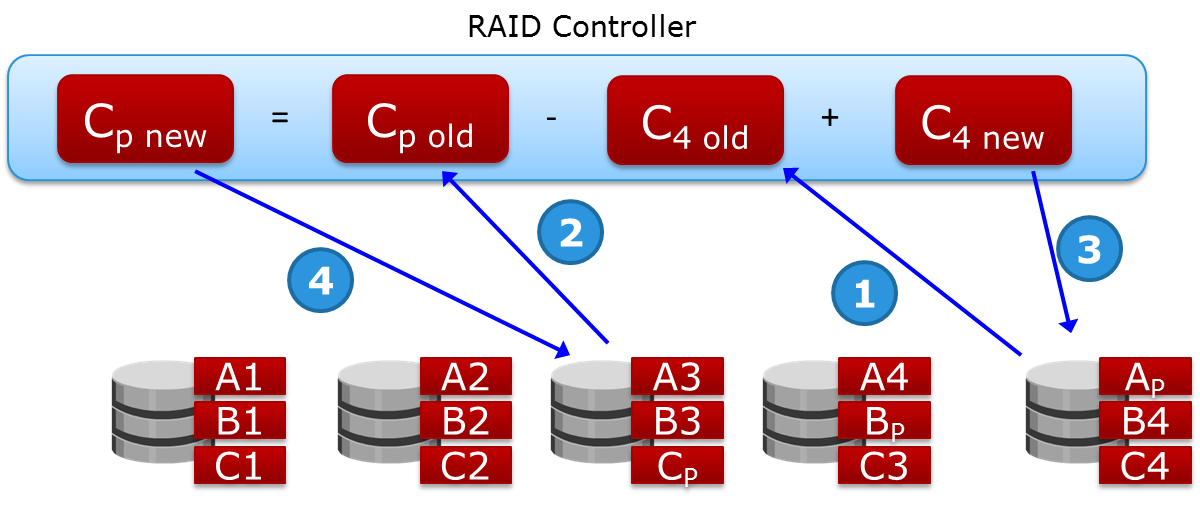 RAID Controller
Cp new = Cp old - C4 old + C4 new
4 2 1 3
A1 A2 A3 A4 Ap
B1 B2 B3 Bp B4
C1 C2 Cp C3 C4